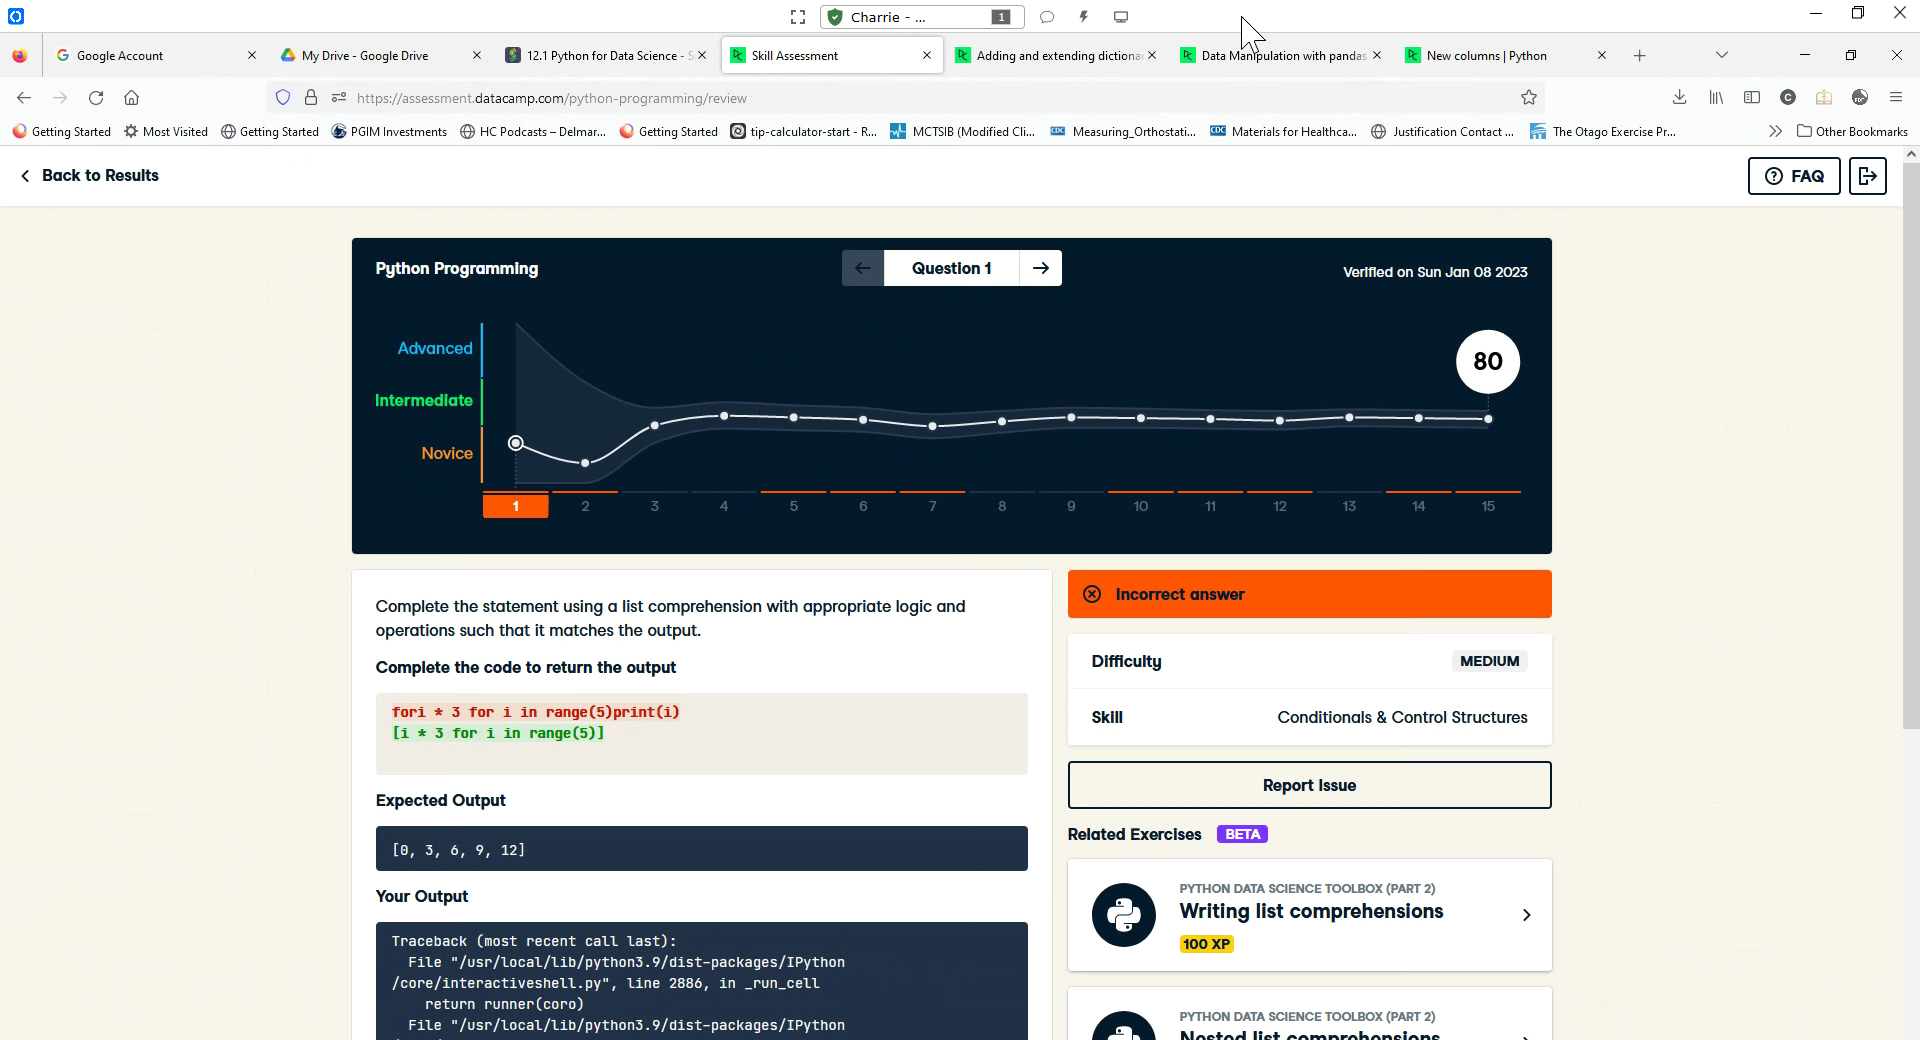 Charrie - ...
1
Google Account
My Drive - Google Drive
12.1 Python for Data Science - S
Skill Assessment
Adding and extending dictionar
Data Manipulation with pandas
New columns | Python
https://assessment.datacamp.com/python-programming/review
Getting Started
Most Visited
Getting Started
PGIM Investments
HC Podcasts – Delmar...
Getting Started
tip-calculator-start - R...
MCTSIB (Modified Cli...
CDC
Measuring_Orthostati...
CDC
Materials for Healthca...
Justification Contact ...
The Otago Exercise Pr...
Other Bookmarks
Back to Results
FAQ
Python Programming
Question 1
Verified on Sun Jan 08 2023
Advanced
Intermediate
Novice
80
1 2 3 4 5 6 7 8 9 10 11 12 13 14 15
Complete the statement using a list comprehension with appropriate logic and
operations such that it matches the output.
Complete the code to return the output
fori * 3 for i in range(5)print(i)
[i * 3 for i in range(5)]
Expected Output
[0, 3, 6, 9, 12]
Your Output
Traceback (most recent call last):
File "/usr/local/lib/python3.9/dist-packages/IPython
/core/interactiveshell.py", line 2886, in _run_cell
return runner(coro)
File "/usr/local/lib/python3.9/dist-packages/IPython
Incorrect answer
Difficulty
MEDIUM
Skill
Conditionals & Control Structures
Report Issue
Related Exercises
BETA
PYTHON DATA SCIENCE TOOLBOX (PART 2)
Writing list comprehensions
100 XP
PYTHON DATA SCIENCE TOOLBOX (PART 2)
Nested list comprehensions